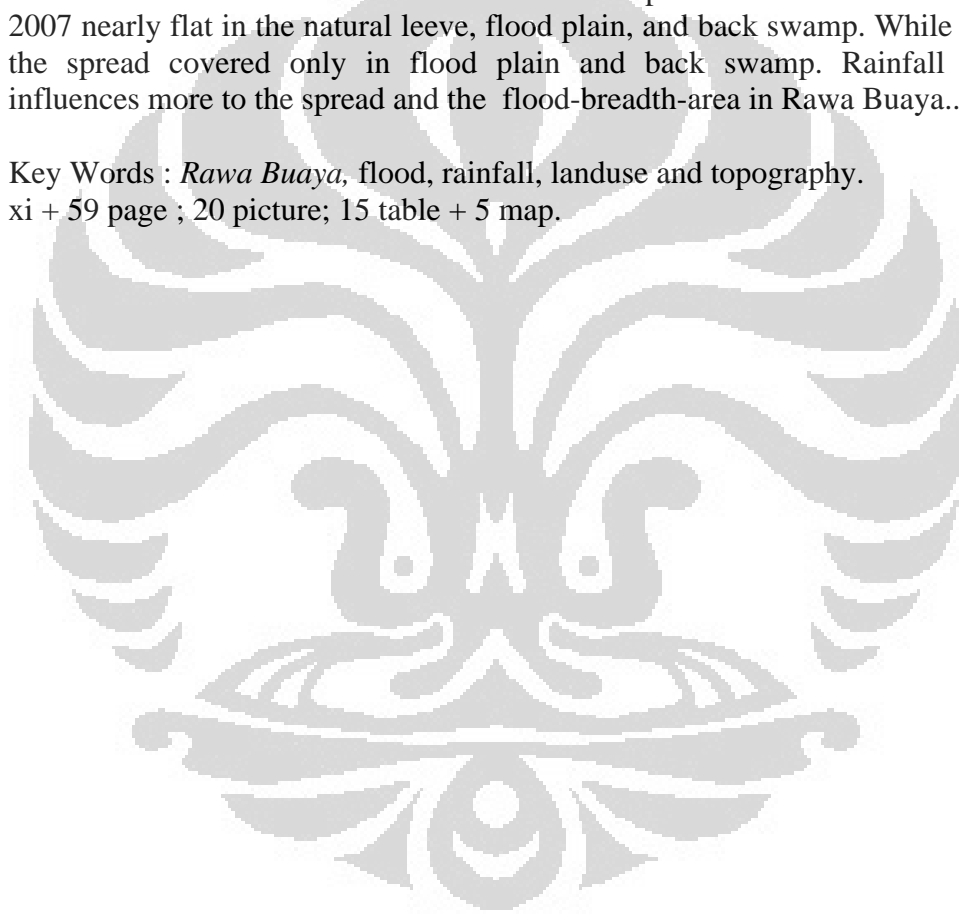 2007 nearly flat in the natural leeve, flood plain, and back swamp. While
the spread covered only in flood plain and back swamp. Rainfall
influences more to the spread and the flood-breadth-area in Rawa Buaya..
Key Words : Rawa Buaya, flood, rainfall, landuse and topography.
xi + 59 page ; 20 picture; 15 table + 5 map.